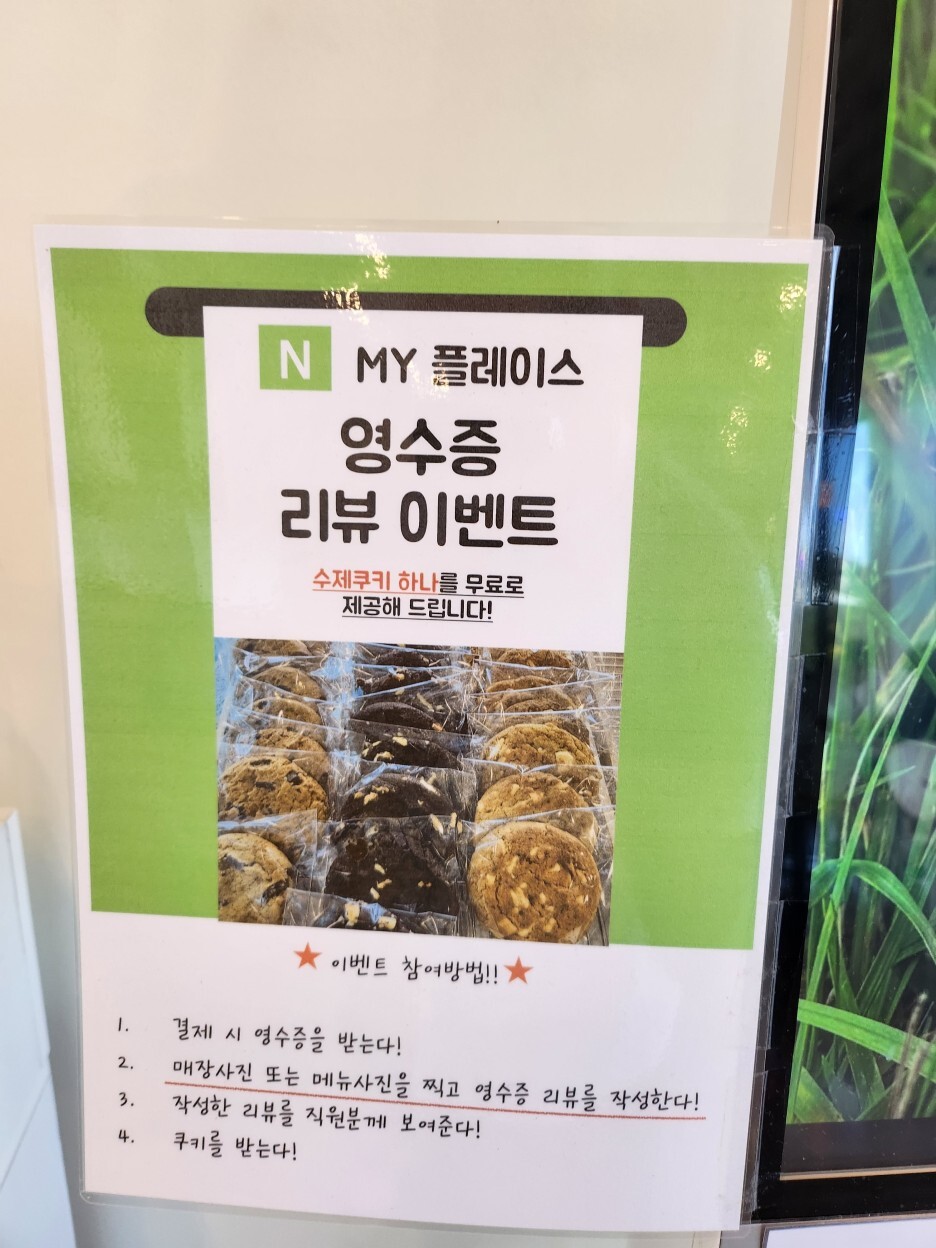 N MY 플레이스
영수증
리뷰 이벤트
수제쿠키 하나를 무료로
제공해 드립니다!
★ 이벤트 참여방법!! ★
1. 결제 시 영수증을 받는다!
2. 매장사진 또는 메뉴사진을 찍고 영수증 리뷰를 작성한다!
3. 작성한 리뷰를 직원분께 보여준다!
4. 쿠키를 받는다!